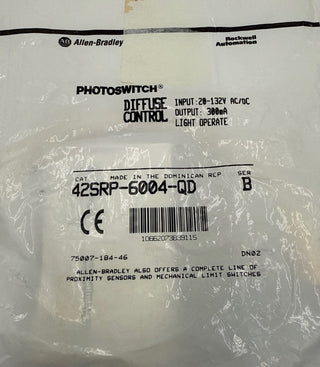 AB Allen-Bradley
Rockwell
Automation
PHOTOSWITCH®
DIFFUSE
CONTROL
INPUT:20-132V AC/DC
OUTPUT: 300mA
LIGHT OPERATE
CAT MADE IN THE DOMINICAN REP SER
42SRP-6004-QD B
CE
10662073839115
75007-184-46 DN02
ALLEN-BRADLEY ALSO OFFERS A COMPLETE LINE OF
PROXIMITY SENSORS AND MECHANICAL LIMIT SWITCHES